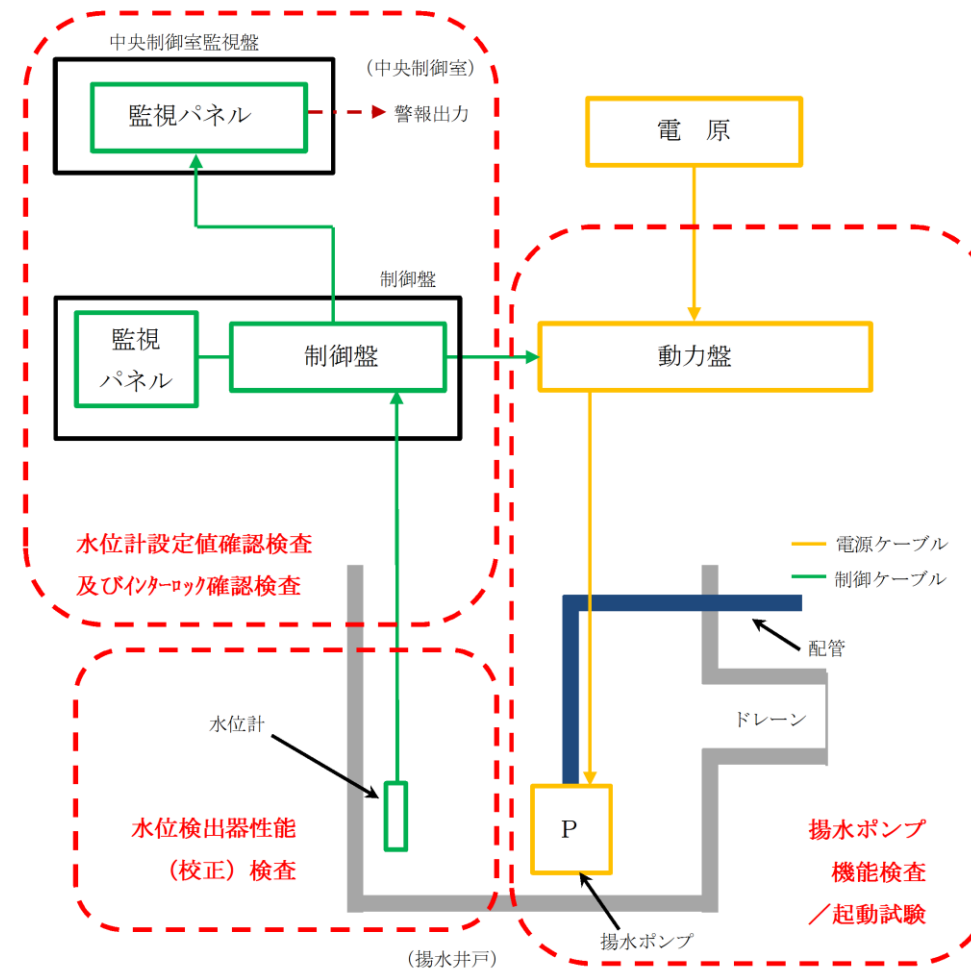 中央制御室監視盤
(中央制御室)
監視パネル
警報出力
電 原
制御盤
監視
パネル
制御盤
動力盤
水位計設定値確認検査
及びインターロック確認検査
電源ケーブル
制御ケーブル
配管
ドレーン
水位計
水位検出器性能
(校正)検査
P
揚水ポンプ
機能検査
／起動試験
揚水ポンプ
(揚水井戸)